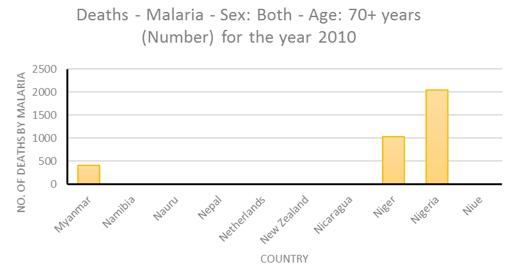 Deaths - Malaria - Sex: Both - Age: 70+ years
(Number) for the year 2010
NO. OF DEATHS BY MALARIA
2500
2000
1500
1000
500
0
Myanmar
Namibia
Nauru
Nepal
Netherlands
New Zealand
Nicaragua
Niger
Nigeria
Niue
COUNTRY